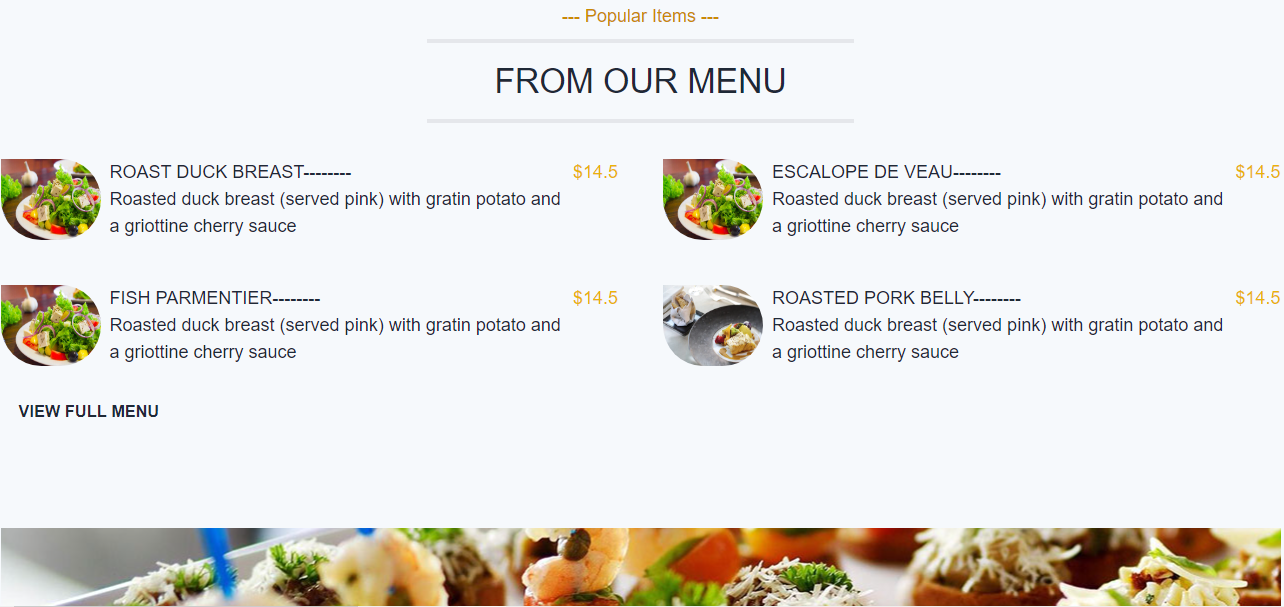 --- Popular Items ---
FROM OUR MENU
ROAST DUCK BREAST-------- $14.5
Roasted duck breast (served pink) with gratin potato and
a griottine cherry sauce
ESCALOPE DE VEAU-------- $14.5
Roasted duck breast (served pink) with gratin potato and
a griottine cherry sauce
FISH PARMENTIER-------- $14.5
Roasted duck breast (served pink) with gratin potato and
a griottine cherry sauce
ROASTED PORK BELLY-------- $14.5
Roasted duck breast (served pink) with gratin potato and
a griottine cherry sauce
VIEW FULL MENU